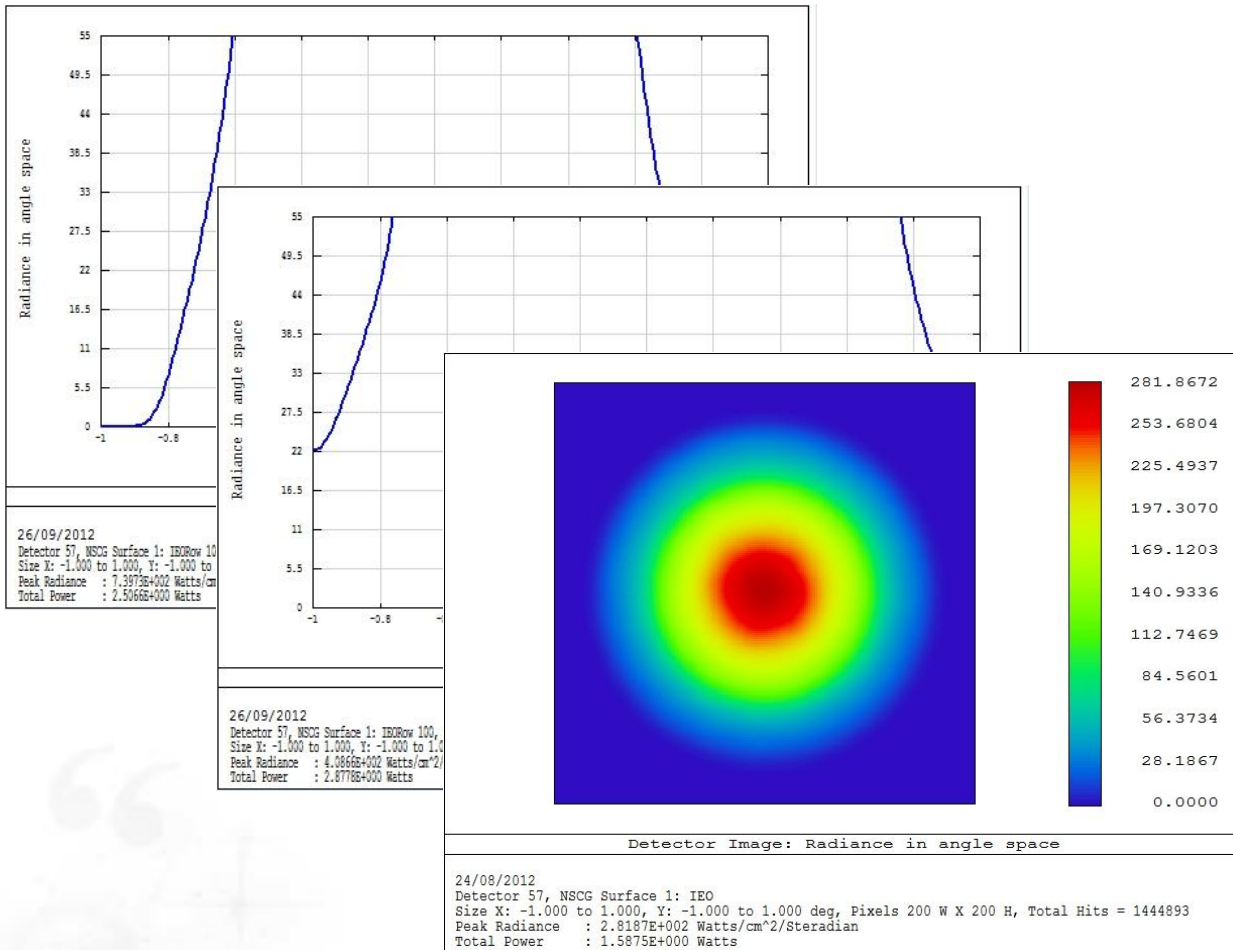 55
49.5
44
38.5
33
27.5
22
16.5
11
5.5
0
-1
-0.8
Radiance in angle space
26/09/2012
Detector 57, NSCG Surface 1: IEORow 10
Size X: -1.000 to 1.000, Y: -1.000 to
Peak Radiance : 7.3973E+002 Watts/cm
Total Power : 2.5066E+000 Watts
55
49.5
44
38.5
33
27.5
22
16.5
11
5.5
0
-1
-0.8
Radiance in angle space
26/09/2012
Detector 57, NSCG Surface 1: IEORow 100,
Size X: -1.000 to 1.000, Y: -1.000 to 1.0
Peak Radiance : 4.0866E+002 Watts/cm^2/
Total Power : 2.8778E+000 Watts
281.8672
253.6804
225.4937
197.3070
169.1203
140.9336
112.7469
84.5601
56.3734
28.1867
0.0000
Detector Image: Radiance in angle space
24/08/2012
Detector 57, NSCG Surface 1: IEO
Size X: -1.000 to 1.000, Y: -1.000 to 1.000 deg, Pixels 200 W X 200 H, Total Hits = 1444893
Peak Radiance : 2.8187E+002 Watts/cm^2/Steradian
Total Power : 1.5875E+000 Watts